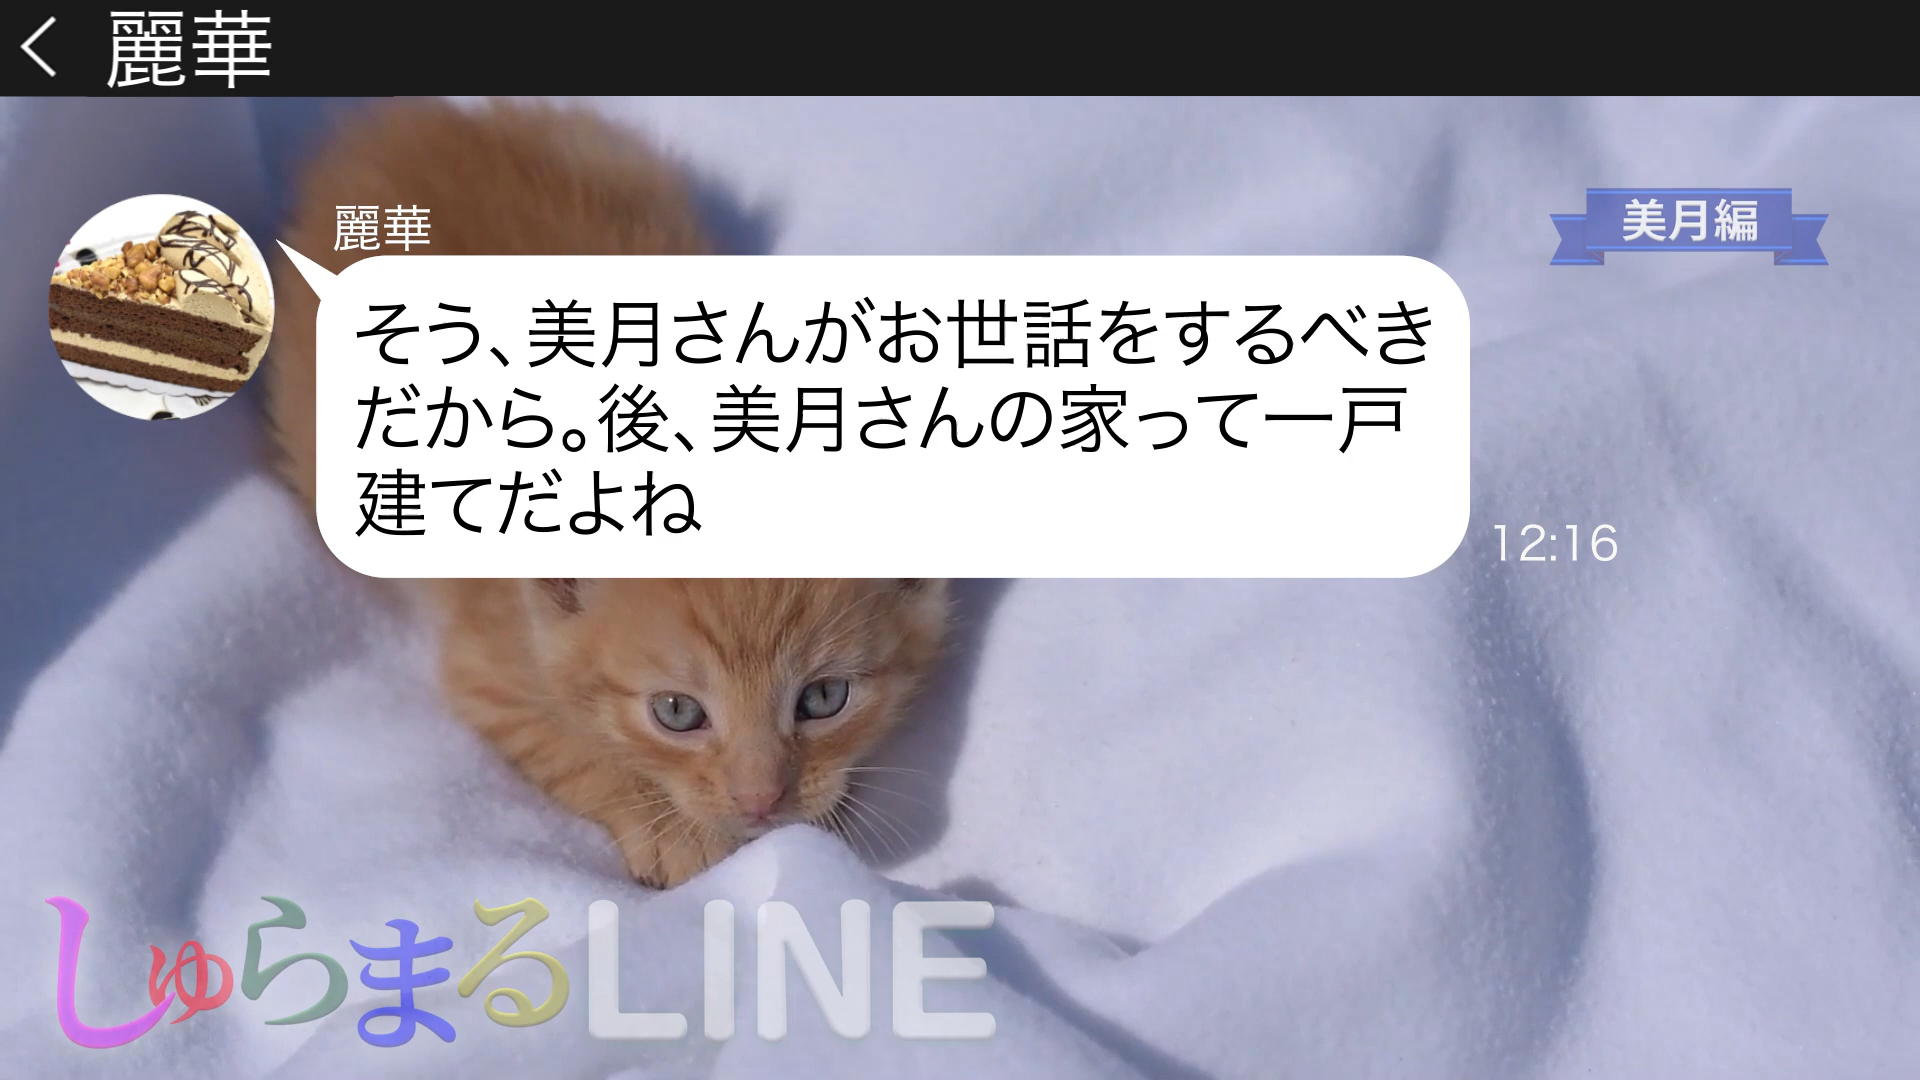 麗華
麗華
美月編
そう、美月さんがお世話をするべき
だから。後、美月さんの家って一戸
建てだよね
12:16
しゅらまるLINE